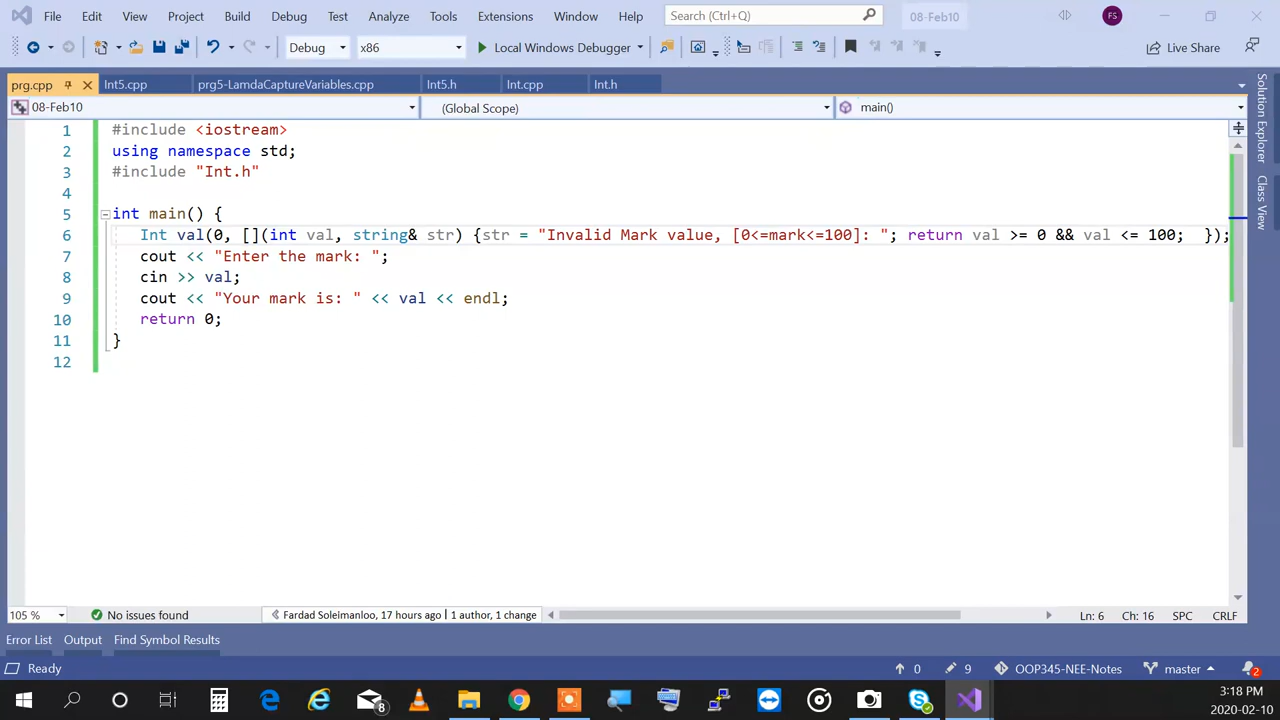 File Edit View Project Build Debug Test Analyze Tools Extensions Window Help Search (Ctrl+Q) 08-Feb10 FS
Debug x86 Local Windows Debugger Live Share
prg.cpp Int5.cpp prg5-LamdaCaptureVariables.cpp Int5.h Int.cpp Int.h
08-Feb10 (Global Scope) main()
1 #include <iostream>
2 using namespace std;
3 #include "Int.h"
4
5 int main() {
6 Int val(0, [](int val, string& str) {str = "Invalid Mark value, [0<=mark<=100]: "; return val >= 0 && val <= 100; });
7 cout << "Enter the mark: ";
8 cin >> val;
9 cout << "Your mark is: " << val << endl;
10 return 0;
11 }
12
Solution Explorer
Class View
105 % No issues found Fardad Soleimanloo, 17 hours ago | 1 author, 1 change Ln: 6 Ch: 16 SPC CRLF
Error List Output Find Symbol Results
Ready 0 9 OOP345-NEE-Notes master 2
8 3:18 PM
2020-02-10